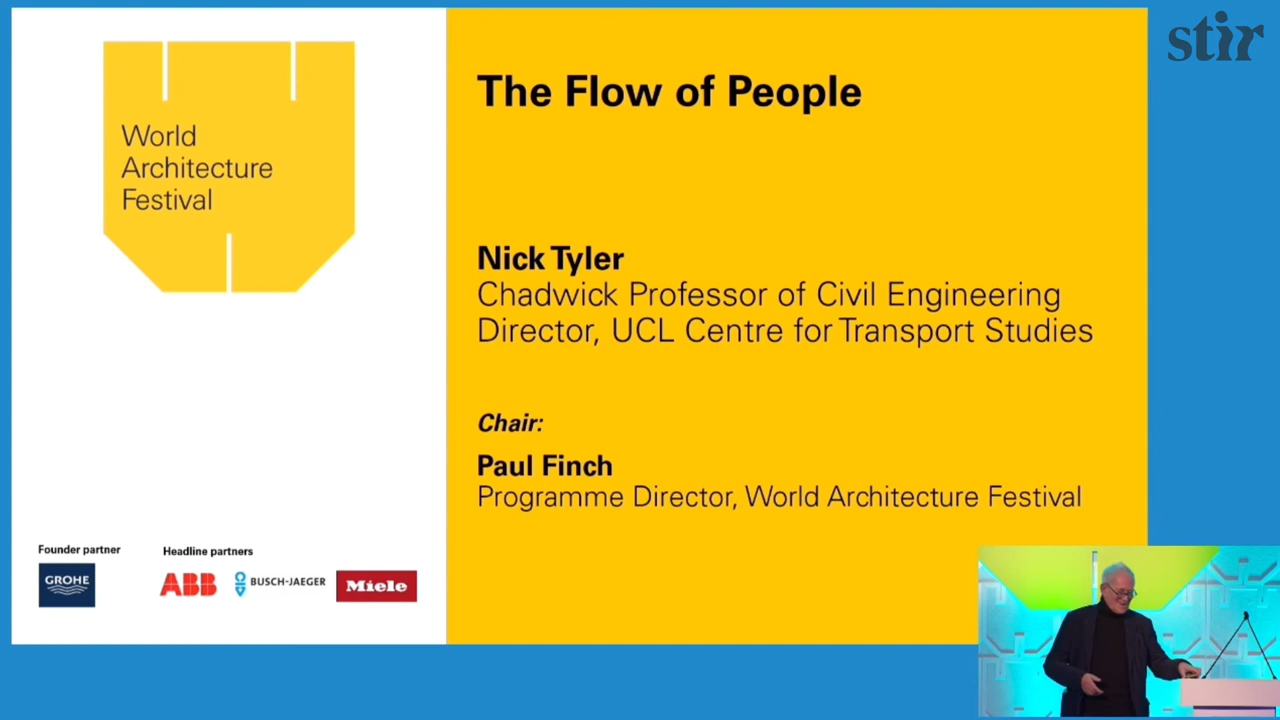 stir
World
Architecture
Festival
The Flow of People
Nick Tyler
Chadwick Professor of Civil Engineering
Director, UCL Centre for Transport Studies
Chair:
Paul Finch
Programme Director, World Architecture Festival
Founder partner
Headline partners
GROHE
ABB
BUSCH-JAEGER
Miele